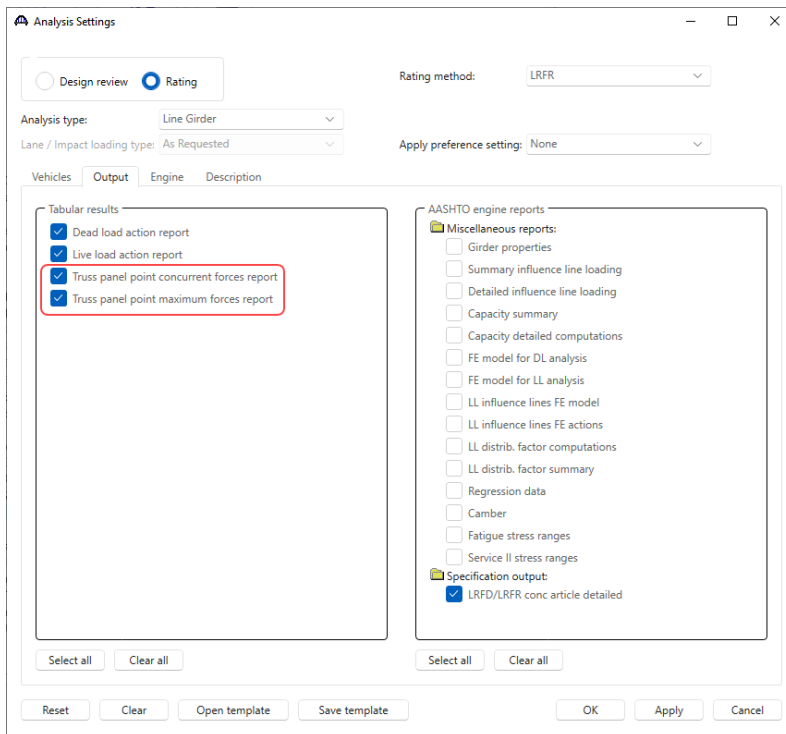 Analysis Settings
Design review
Rating
Rating method:
LRFR
Analysis type:
Line Girder
Lane / Impact loading type:
As Requested
Apply preference setting:
None
Vehicles
Output
Engine
Description
Tabular results
Dead load action report
Live load action report
Truss panel point concurrent forces report
Truss panel point maximum forces report
AASHTO engine reports
Miscellaneous reports:
Girder properties
Summary influence line loading
Detailed influence line loading
Capacity summary
Capacity detailed computations
FE model for DL analysis
FE model for LL analysis
LL influence lines FE model
LL influence lines FE actions
LL distrib. factor computations
LL distrib. factor summary
Regression data
Camber
Fatigue stress ranges
Service II stress ranges
Specification output:
LRFD/LRFR conc article detailed
Select all
Clear all
Select all
Clear all
Reset
Clear
Open template
Save template
OK
Apply
Cancel